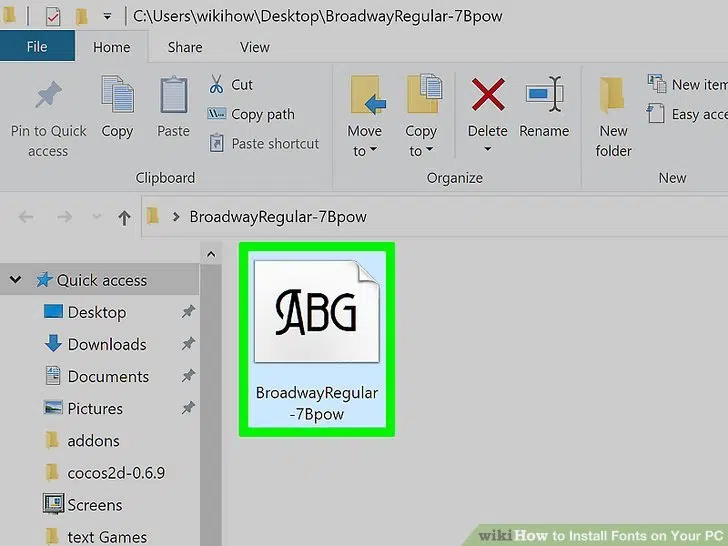 C:\Users\wikihow\Desktop\BroadwayRegular-7Bpow
File Home Share View
Pin to Quick access
Copy
Paste
Cut
Copy path
Paste shortcut
Clipboard
Move to
Copy to
Delete
Rename
Organize
New folder
New item
Easy acce
New
BroadwayRegular-7Bpow
Quick access
Desktop
Downloads
Documents
Pictures
addons
cocos2d-0.6.9
Screens
text Games
ABG
BroadwayRegular
-7Bpow
wikiHow to Install Fonts on Your PC